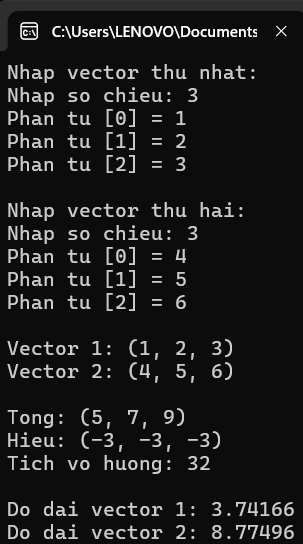 C:\Users\LENOVO\Documents
Nhap vector thu nhat:
Nhap so chieu: 3
Phan tu [0] = 1
Phan tu [1] = 2
Phan tu [2] = 3
Nhap vector thu hai:
Nhap so chieu: 3
Phan tu [0] = 4
Phan tu [1] = 5
Phan tu [2] = 6
Vector 1: (1, 2, 3)
Vector 2: (4, 5, 6)
Tong: (5, 7, 9)
Hieu: (-3, -3, -3)
Tich vo huong: 32
Do dai vector 1: 3.74166
Do dai vector 2: 8.77496